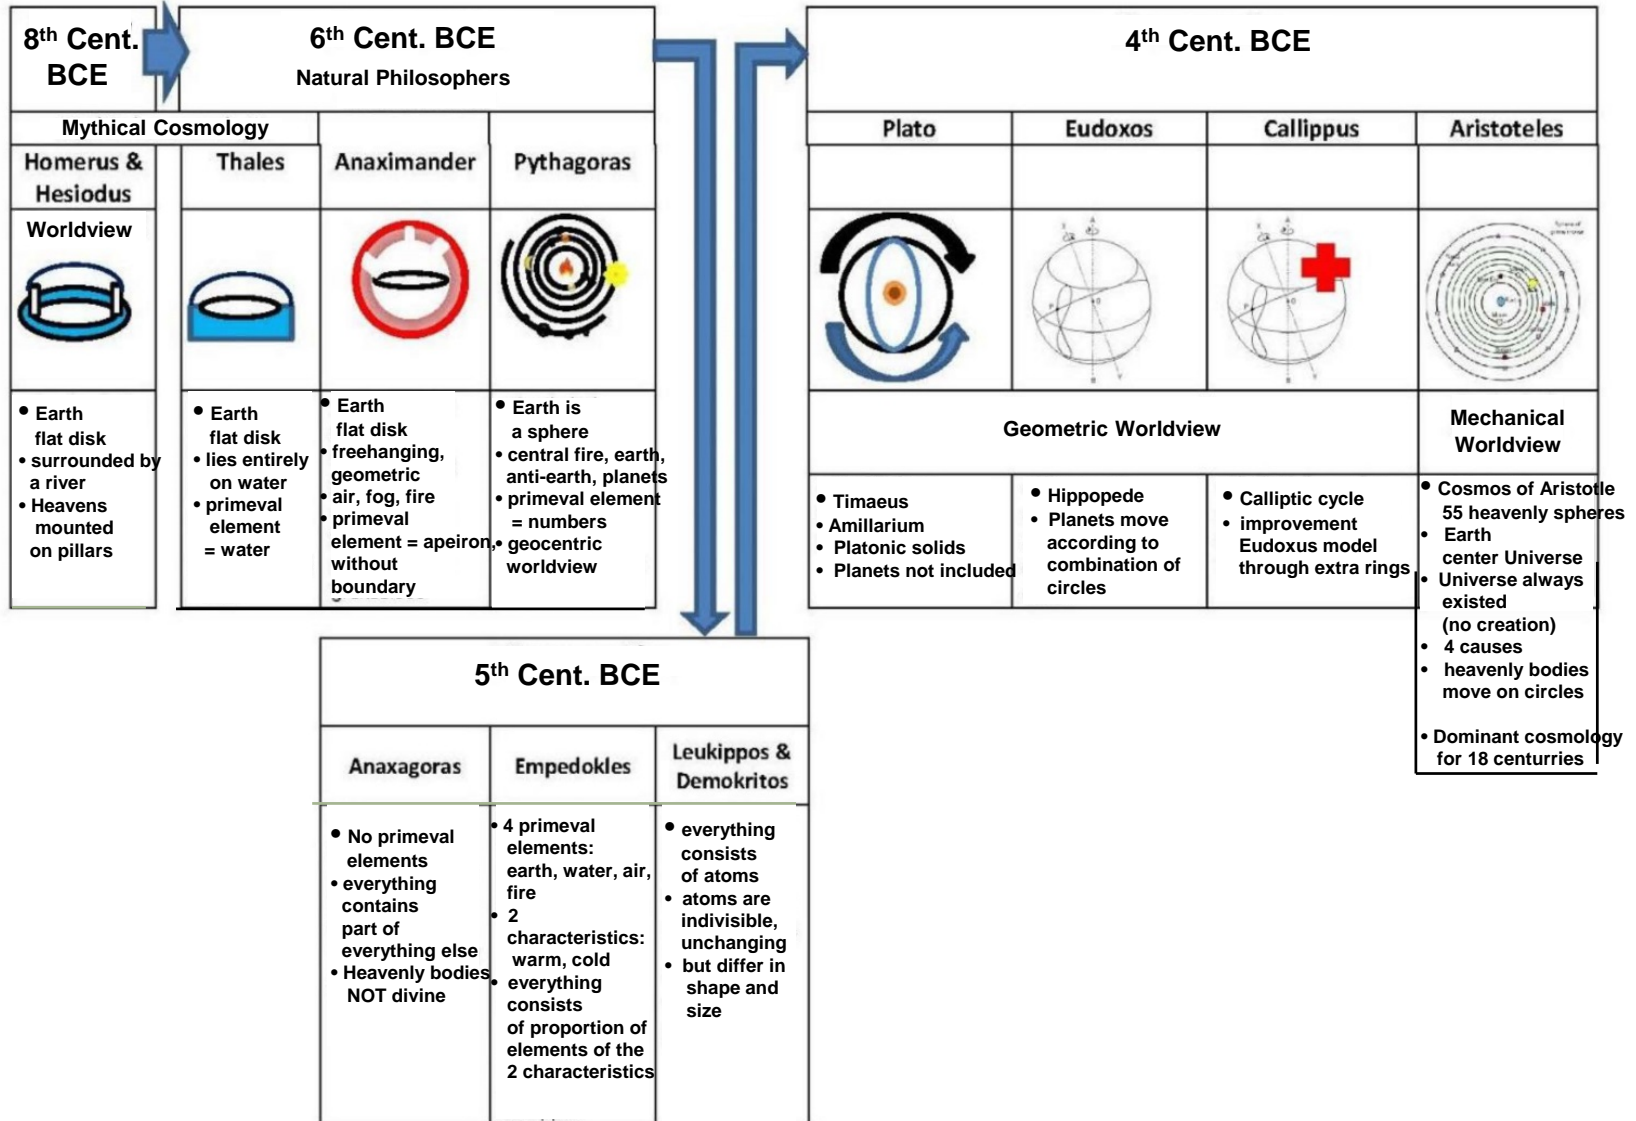 8th Cent.
BCE
6th Cent. BCE
Natural Philosophers
4th Cent. BCE
Mythical Cosmology
Plato
Eudoxos
Callippus
Aristoteles
Homerus &
Hesiodus
Thales
Anaximander
Pythagoras
Worldview
• Earth
flat disk
• surrounded by
a river
• Heavens
mounted
on pillars
• Earth
flat disk
• lies entirely
on water
• primeval
element
= water
• Earth
flat disk
• freehanging,
geometric
• air, fog, fire
• primeval
element = apeiron,
without
boundary
• Earth is
a sphere
• central fire, earth,
anti-earth, planets
• primeval element
= numbers
• geocentric
worldview
Geometric Worldview
Mechanical
Worldview
• Timaeus
• Amillarium
• Platonic solids
• Planets not included
• Hippopede
• Planets move
according to
combination of
circles
• Calliptic cycle
• improvement
Eudoxus model
through extra rings
• Cosmos of Aristotle
55 heavenly spheres
• Earth
center Universe
• Universe always
existed
(no creation)
• 4 causes
• heavenly bodies
move on circles
• Dominant cosmology
for 18 centurries
5th Cent. BCE
Anaxagoras
Empedokles
Leukippos &
Demokritos
• No primeval
elements
• everything
contains
part of
everything else
• Heavenly bodies
NOT divine
• 4 primeval
elements:
earth, water, air,
fire
• 2
characteristics:
warm, cold
• everything
consists
of proportion of
elements of the
2 characteristics
• everything
consists
of atoms
• atoms are
indivisible,
unchanging
• but differ in
shape and
size